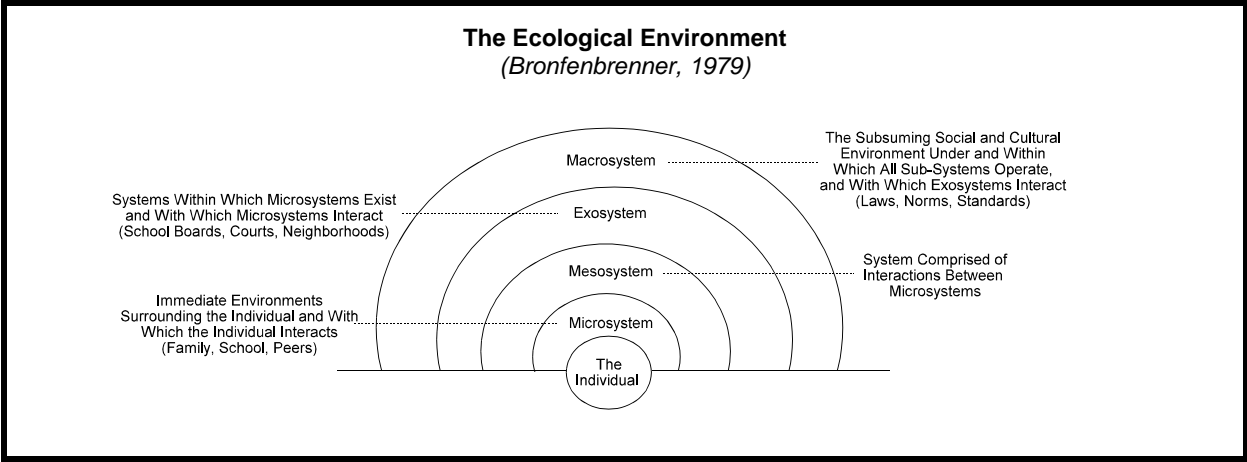 The Ecological Environment
(Bronfenbrenner, 1979)
Macrosystem
The Subsuming Social and Cultural
Environment Under and Within
Which All Sub-Systems Operate,
and With Which Exosystems Interact
(Laws, Norms, Standards)
Systems Within Which Microsystems Exist
and With Which Microsystems Interact
(School Boards, Courts, Neighborhoods)
Exosystem
Mesosystem
System Comprised of
Interactions Between
Microsystems
Immediate Environments
Surrounding the Individual and With
Which the Individual Interacts
(Family, School, Peers)
Microsystem
The
Individual